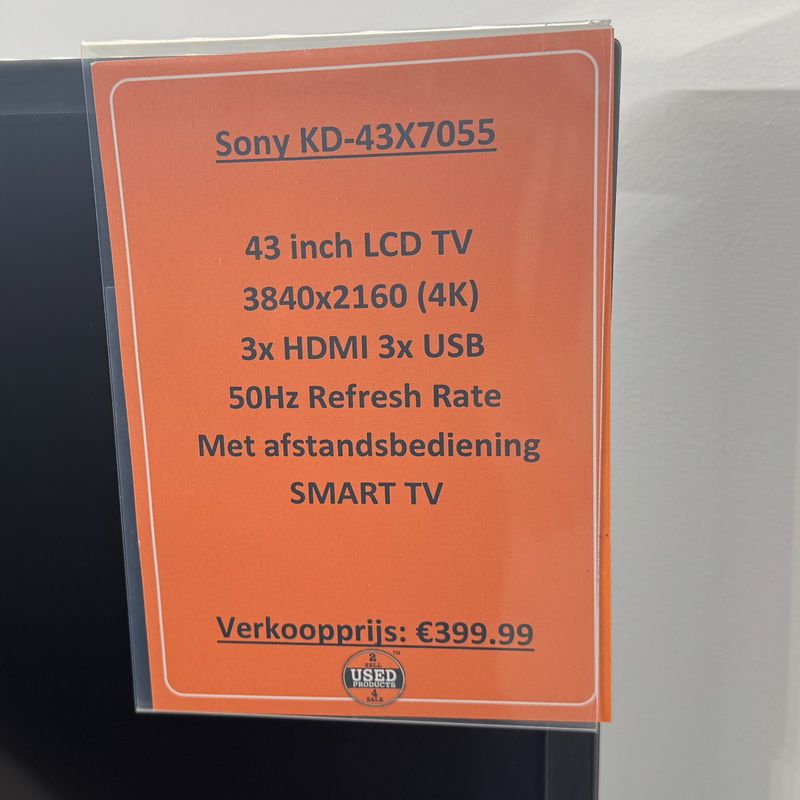 Sony KD-43X7055
43 inch LCD TV
3840x2160 (4K)
3x HDMI 3x USB
50Hz Refresh Rate
Met afstandsbediening
SMART TV
Verkoopprijs: €399.99
2
SELL
USED
PRODUCTS
4
SALE
TM